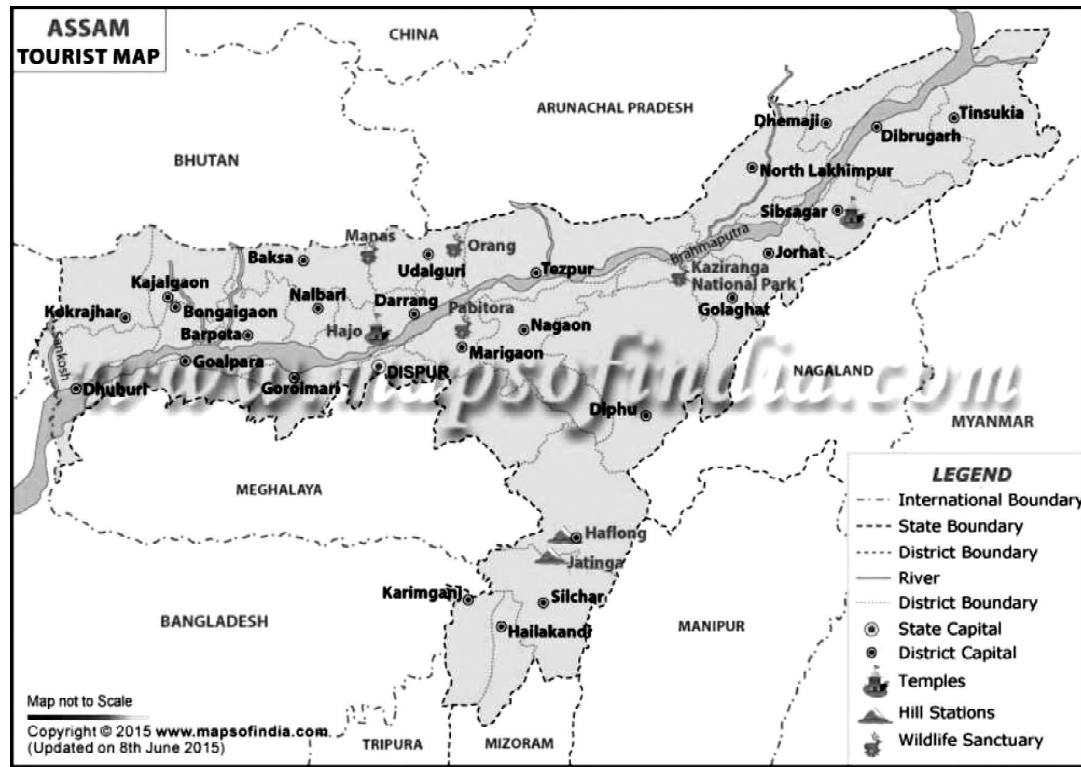 ASSAM
TOURIST MAP
CHINA
ARUNACHAL PRADESH
BHUTAN
Dhemaji
Tinsukia
Dibrugarh
North Lakhimpur
Sibsagar
Brahmaputra
Manas
Orang
Baksa
Udalguri
Tezpur
Jorhat
Kaziranga
National Park
Kajalgaon
Nalbari
Darrang
Pabitora
Golaghat
Kokrajhar
Bongaigaon
Hajo
Nagaon
Barpeta
Marigaon
Sankosh
Goalpara
DISPUR
NAGALAND
Dhuburi
Goroimari
www.mapsofindia.com
Diphu
MYANMAR
MEGHALAYA
Haflong
Jatinga
Karimganj
Silchar
BANGLADESH
Hailakandi
MANIPUR
TRIPURA
MIZORAM
LEGEND
International Boundary
State Boundary
District Boundary
River
District Boundary
State Capital
District Capital
Temples
Hill Stations
Wildlife Sanctuary
Map not to Scale
Copyright © 2015 www.mapsofindia.com
(Updated on 8th June 2015)